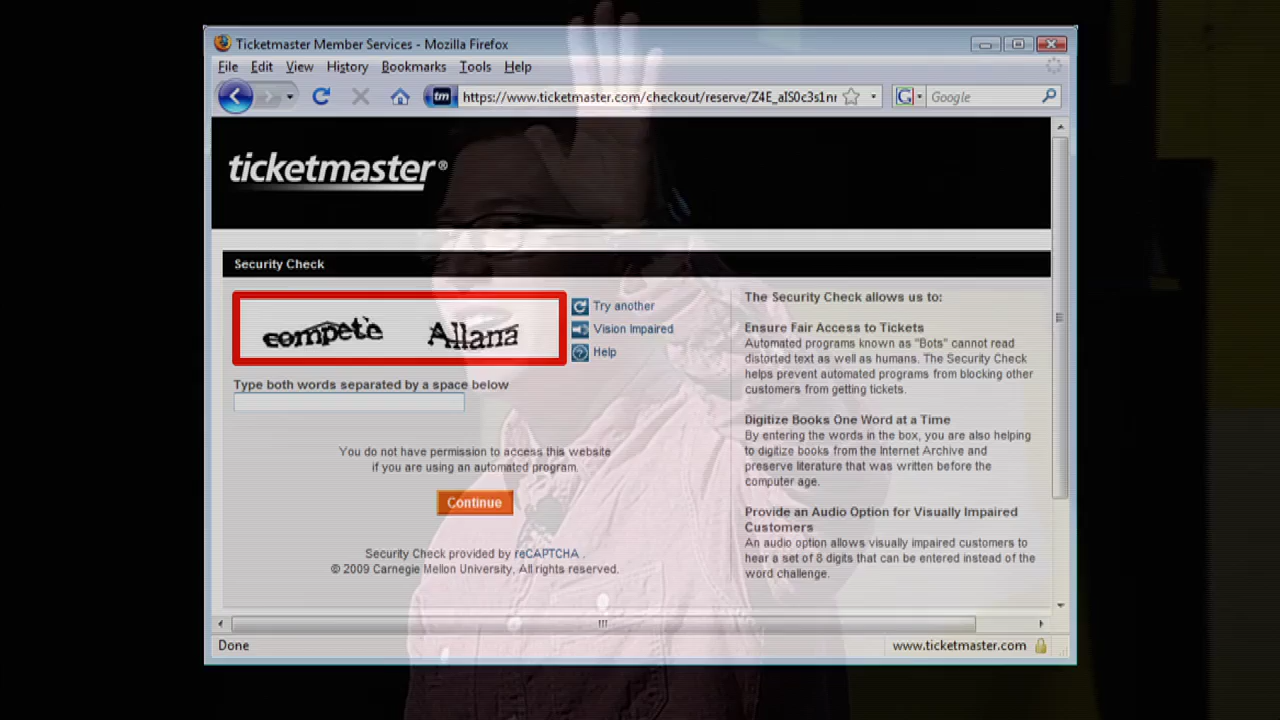 Ticketmaster Member Services - Mozilla Firefox
File Edit View History Bookmarks Tools Help
tm https://www.ticketmaster.com/checkout/reserve/Z4E_aIS0c3s1nr Google
ticketmaster®
Security Check
compete Allana
Try another
Vision Impaired
Help
Type both words separated by a space below
You do not have permission to access this website
if you are using an automated program.
Continue
Security Check provided by reCAPTCHA .
© 2009 Carnegie Mellon University, All rights reserved.
The Security Check allows us to:
Ensure Fair Access to Tickets
Automated programs known as "Bots" cannot read
distorted text as well as humans. The Security Check
helps prevent automated programs from blocking other
customers from getting tickets.
Digitize Books One Word at a Time
By entering the words in the box, you are also helping
to digitize books from the Internet Archive and
preserve literature that was written before the
computer age.
Provide an Audio Option for Visually Impaired
Customers
An audio option allows visually impaired customers to
hear a set of 8 digits that can be entered instead of the
word challenge.
Done www.ticketmaster.com